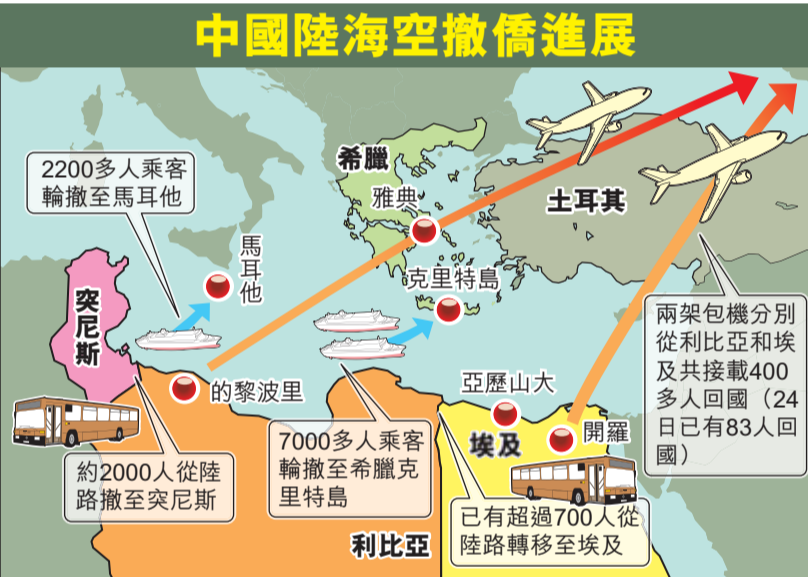 中國陸海空撤僑進展
2200多人乘客
輪撤至馬耳他
希臘
雅典
土耳其
馬耳他
克里特島
突尼斯
兩架包機分別
從利比亞和埃
及共接載400
多人回國（24
日已有83人回
國）
的黎波里
亞歷山大
7000多人乘客
輪撤至希臘克
里特島
埃及
開羅
約2000人從陸
路撤至突尼斯
已有超過700人從
陸路轉移至埃及
利比亞